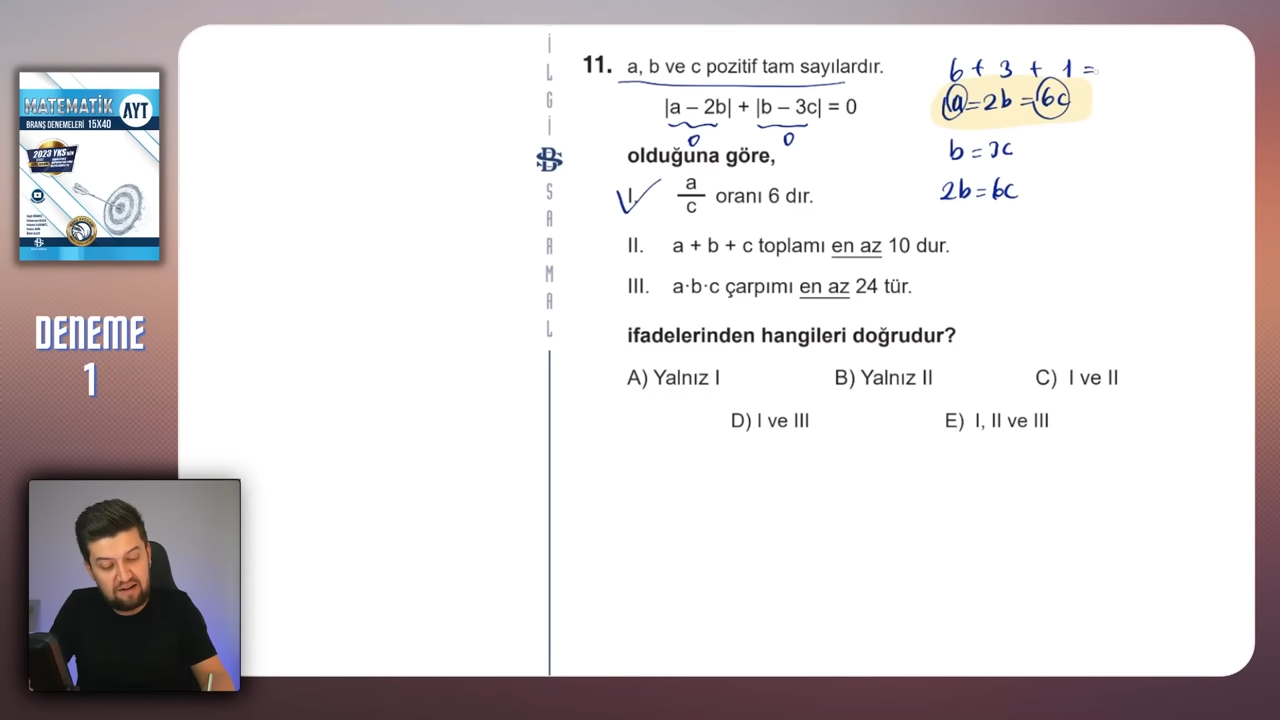 MATEMATİK
AYT
BRANŞ DENEMELERİ 15X40
2023 YKS'NİN
DENEME
1
İLGİ
SARMAL
11. a, b ve c pozitif tam sayılardır.
|a – 2b| + |b – 3c| = 0
0 0
olduğuna göre,
I. a/c oranı 6 dır.
II. a + b + c toplamı en az 10 dur.
III. a·b·c çarpımı en az 24 tür.
ifadelerinden hangileri doğrudur?
A) Yalnız I B) Yalnız II C) I ve II
D) I ve III E) I, II ve III
6 + 3 + 1 =
a = 2b = 6c
b = 3c
2b = 6c